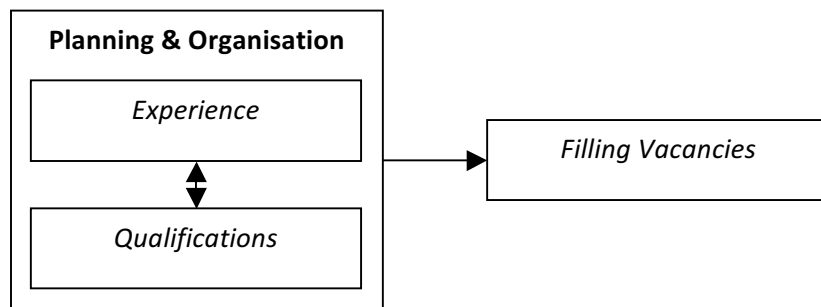 Planning & Organisation
Experience
Filling Vacancies
Qualifications